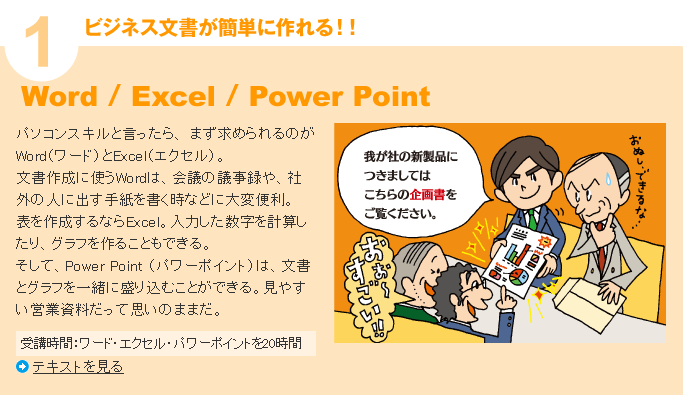 1
ビジネス文書が簡単に作れる！！
Word / Excel / Power Point
パソコンスキルと言ったら、まず求められるのが
Word(ワード)とExcel(エクセル)。
文書作成に使うWordは、会議の議事録や、社
外の人に出す手紙を書く時などに大変便利。
表を作成するならExcel。入力した数字を計算し
たり、グラフを作ることもできる。
そして、Power Point （パワーポイント)は、文書
とグラフを一緒に盛り込むことができる。見やす
い営業資料だって思いのままだ。
受講時間：ワード・エクセル・パワーポイントを20時間
テキストを見る
我が社の新製品に
つきましては
こちらの企画書を
ご覧ください。
おぬし…できるな…
おぉ〜
すごい!!